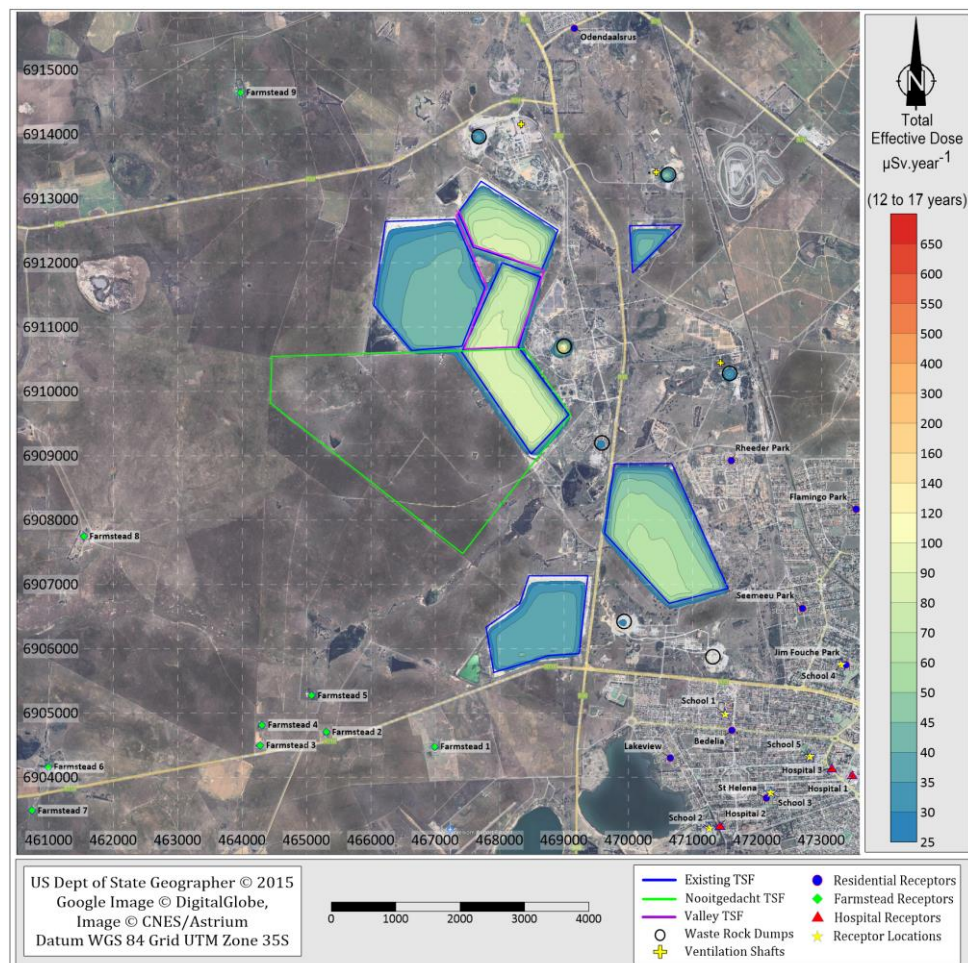 Odendaalsrus
6915000
Farmstead 9
6914000
6913000
6912000
6911000
6910000
6909000
Rheeder Park
Flamingo Park
6908000
Farmstead 8
6907000
Seemeeu Park
6906000
Jim Fouche Park
School 4
Farmstead 5
6905000
School 1
Farmstead 4
Farmstead 2
Bedelia
Farmstead 3
Farmstead 1
Lakeview
School 5
Farmstead 6
6904000
Hospital 3
Hospital 1
St Helena
School 3
Farmstead 7
Hospital 2
School 2
461000 462000 463000 464000 465000 466000 467000 468000 469000 470000 471000 472000 473000
N
Total
Effective Dose
µSv.year-1
(12 to 17 years)
650
600
550
400
300
200
160
140
120
100
90
80
70
60
50
45
40
35
30
25
US Dept of State Geographer © 2015
Google Image © DigitalGlobe,
Image © CNES/Astrium
Datum WGS 84 Grid UTM Zone 35S
0 1000 2000 3000 4000
Existing TSF
Nooitgedacht TSF
Valley TSF
Waste Rock Dumps
Ventilation Shafts
Residential Receptors
Farmstead Receptors
Hospital Receptors
Receptor Locations